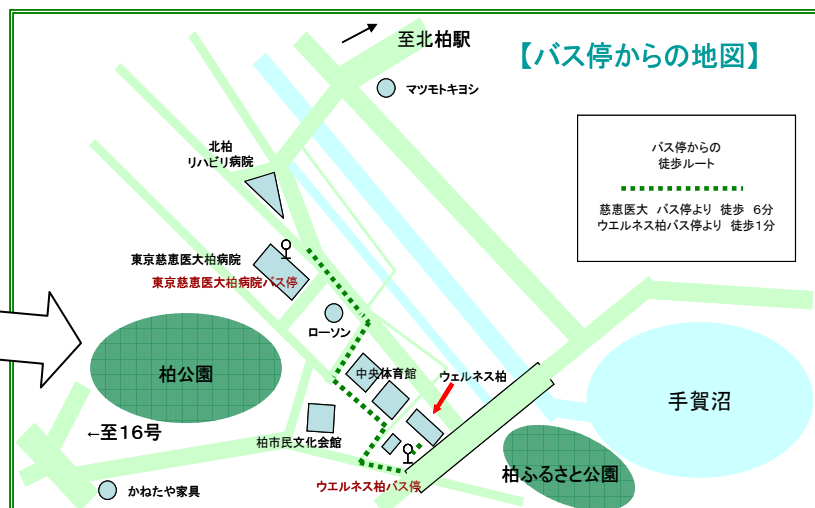 至北柏駅
【バス停からの地図】
マツモトキヨシ
バス停からの
徒歩ルート
慈恵医大 バス停より 徒歩 6分
ウエルネス柏バス停より 徒歩1分
北柏
リハビリ病院
東京慈恵医大柏病院
東京慈恵医大柏病院バス停
ローソン
柏公園
中央体育館
ウェルネス柏
手賀沼
←至16号
柏市民文化会館
柏ふるさと公園
かねたや家具
ウエルネス柏バス停